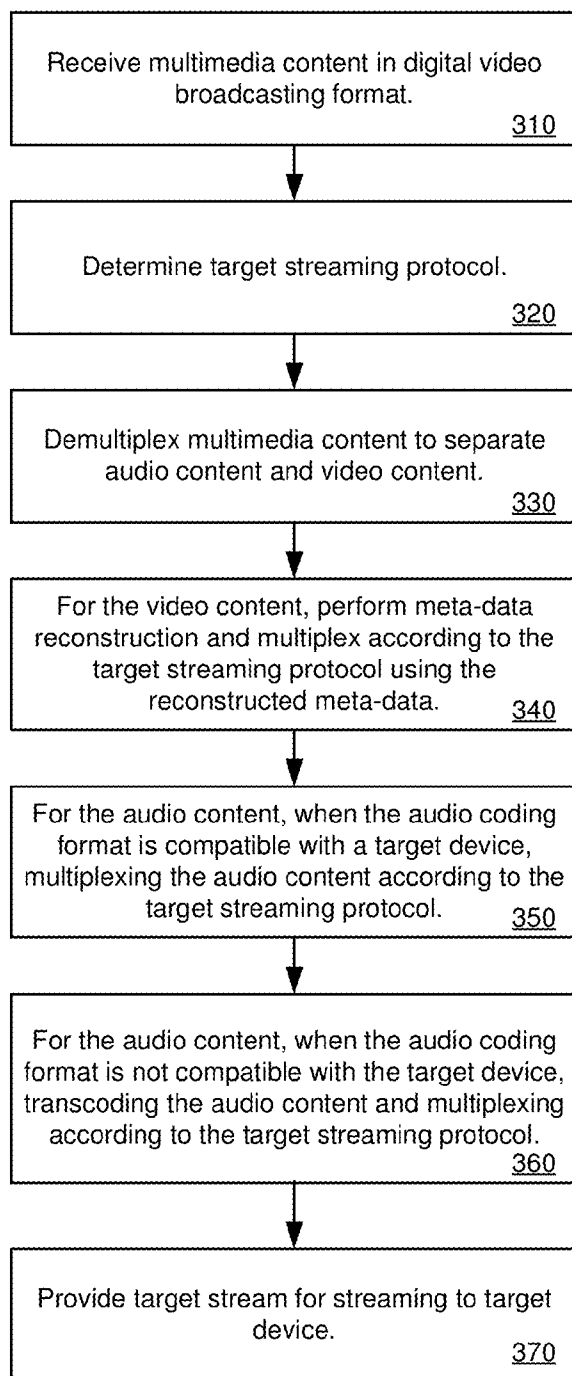 Receive multimedia content in digital video
broadcasting format.
310
Determine target streaming protocol.
320
Demultiplex multimedia content to separate
audio content and video content.
330
For the video content, perform meta-data
reconstruction and multiplex according to the
target streaming protocol using the
reconstructed meta-data.
340
For the audio content, when the audio coding
format is compatible with a target device,
multiplexing the audio content according to the
target streaming protocol.
350
For the audio content, when the audio coding
format is not compatible with the target device,
transcoding the audio content and multiplexing
according to the target streaming protocol.
360
Provide target stream for streaming to target
device.
370